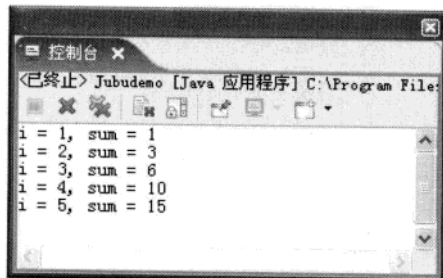 控制台
<已终止> Jubudemo [Java 应用程序] C:\Program File
i = 1, sum = 1
i = 2, sum = 3
i = 3, sum = 6
i = 4, sum = 10
i = 5, sum = 15